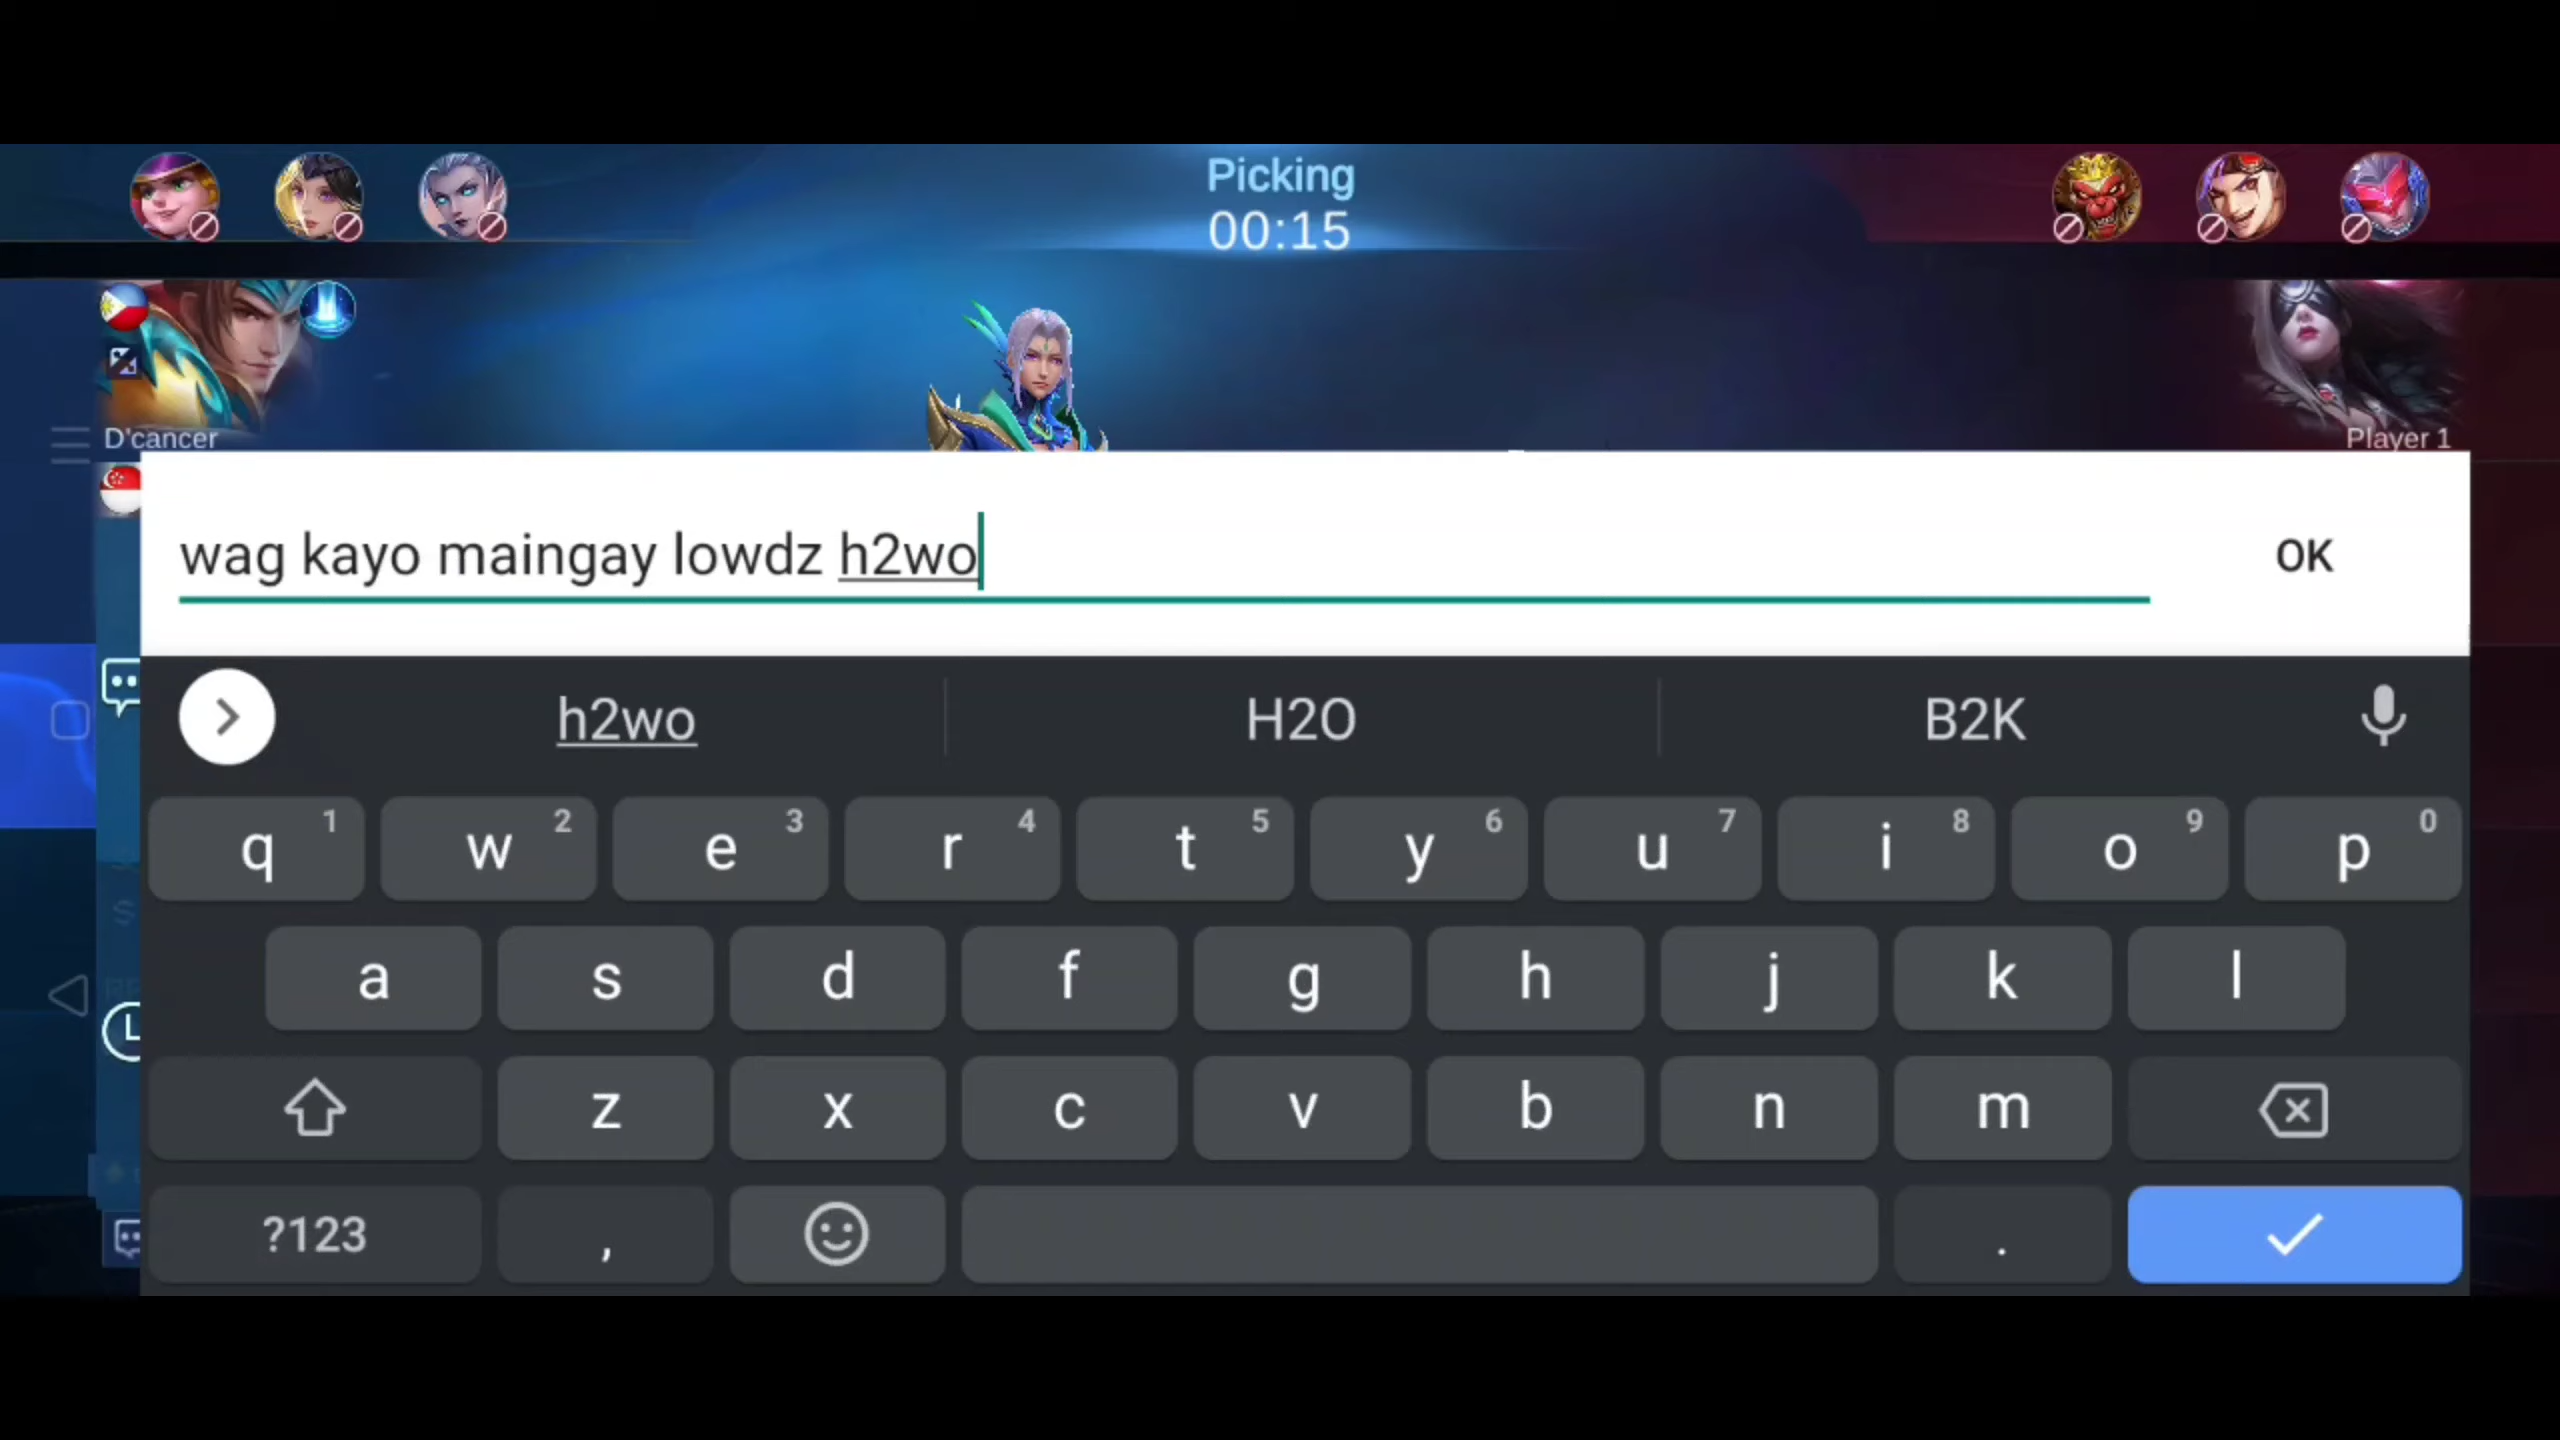 Picking
00:15
D'cancer
Player 1
wag kayo maingay lowdz h2wo
OK
h2wo H2O B2K
q 1 w 2 e 3 r 4 t 5 y 6 u 7 i 8 o 9 p 0
a s d f g h j k l
z x c v b n m
?123 , .